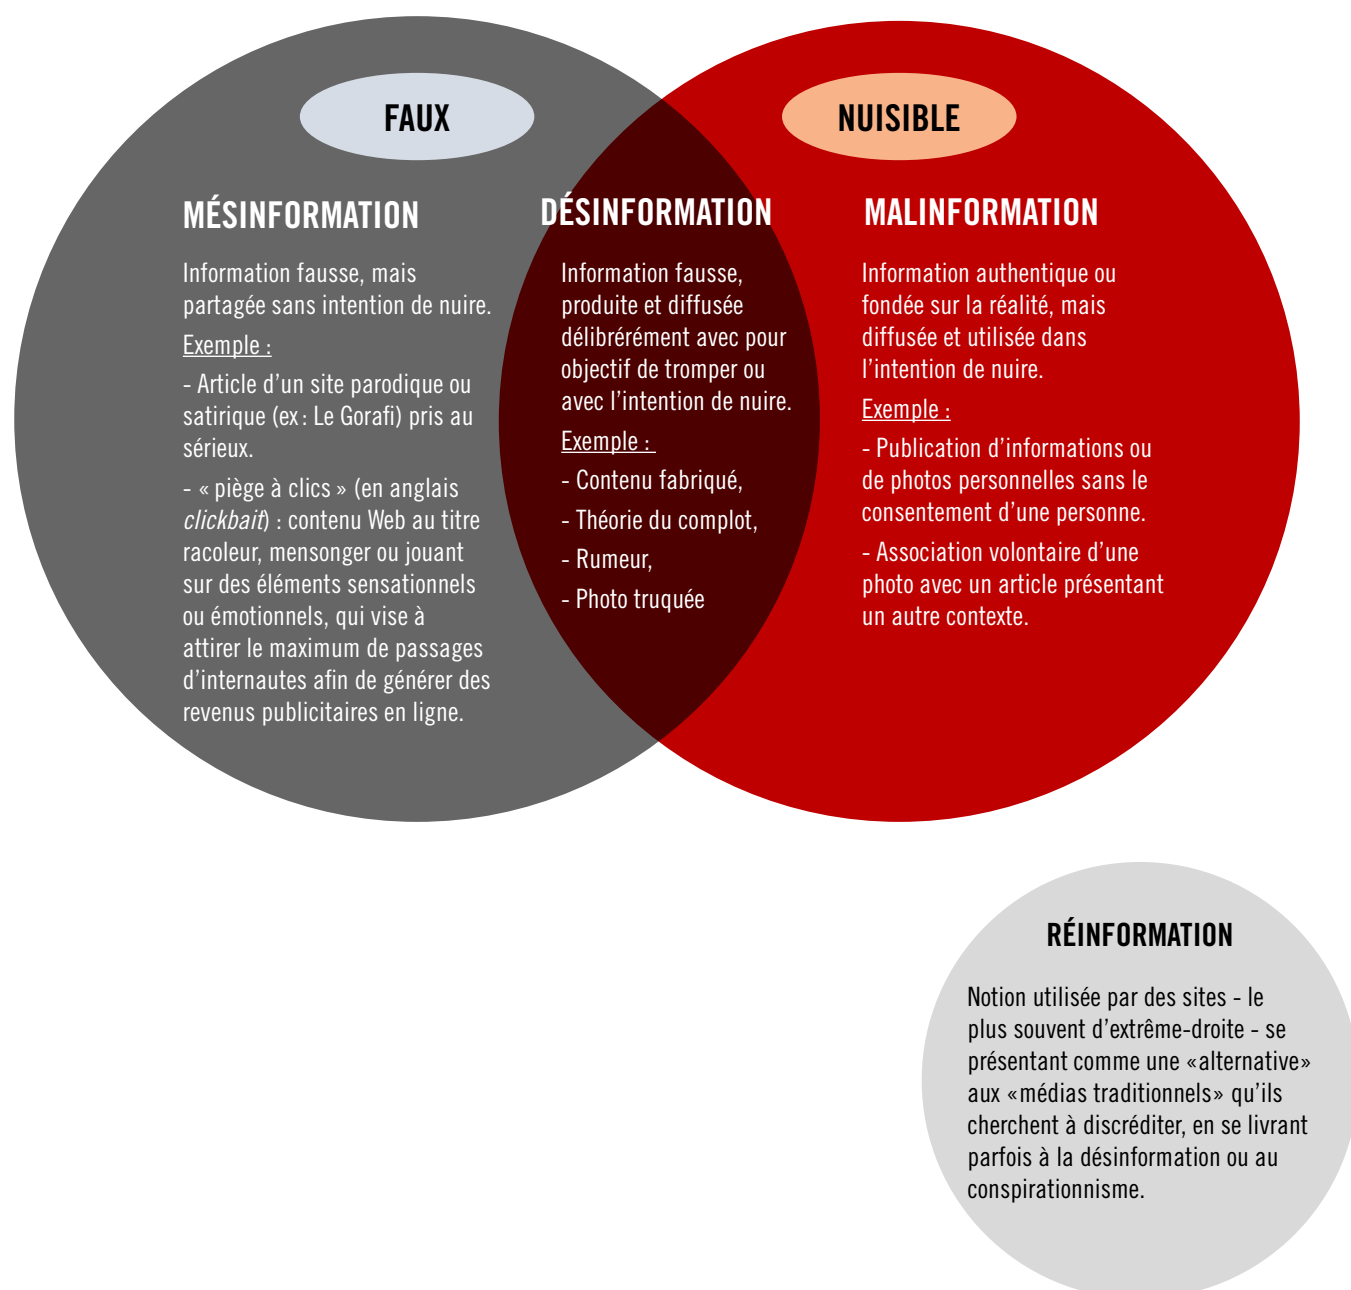 FAUX
MÉSINFORMATION
Information fausse, mais
partagée sans intention de nuire.
Exemple :
- Article d’un site parodique ou
satirique (ex : Le Gorafi) pris au
sérieux.
- « piège à clics » (en anglais
clickbait) : contenu Web au titre
racoleur, mensonger ou jouant
sur des éléments sensationnels
ou émotionnels, qui vise à
attirer le maximum de passages
d’internautes afin de générer des
revenus publicitaires en ligne.
DÉSINFORMATION
Information fausse,
produite et diffusée
délibrérément avec pour
objectif de tromper ou
avec l’intention de nuire.
Exemple :
- Contenu fabriqué,
- Théorie du complot,
- Rumeur,
- Photo truquée
NUISIBLE
MALINFORMATION
Information authentique ou
fondée sur la réalité, mais
diffusée et utilisée dans
l’intention de nuire.
Exemple :
- Publication d’informations ou
de photos personnelles sans le
consentement d’une personne.
- Association volontaire d’une
photo avec un article présentant
un autre contexte.
RÉINFORMATION
Notion utilisée par des sites - le
plus souvent d’extrême-droite - se
présentant comme une «alternative»
aux «médias traditionnels» qu’ils
cherchent à discréditer, en se livrant
parfois à la désinformation ou au
conspirationnisme.